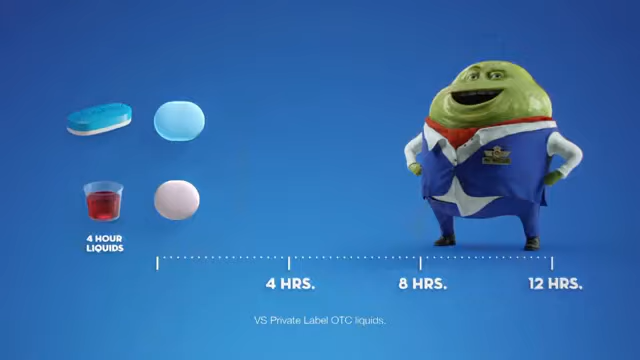 4 HOUR
LIQUIDS
4 HRS.
8 HRS.
12 HRS.
VS Private Label OTC liquids.